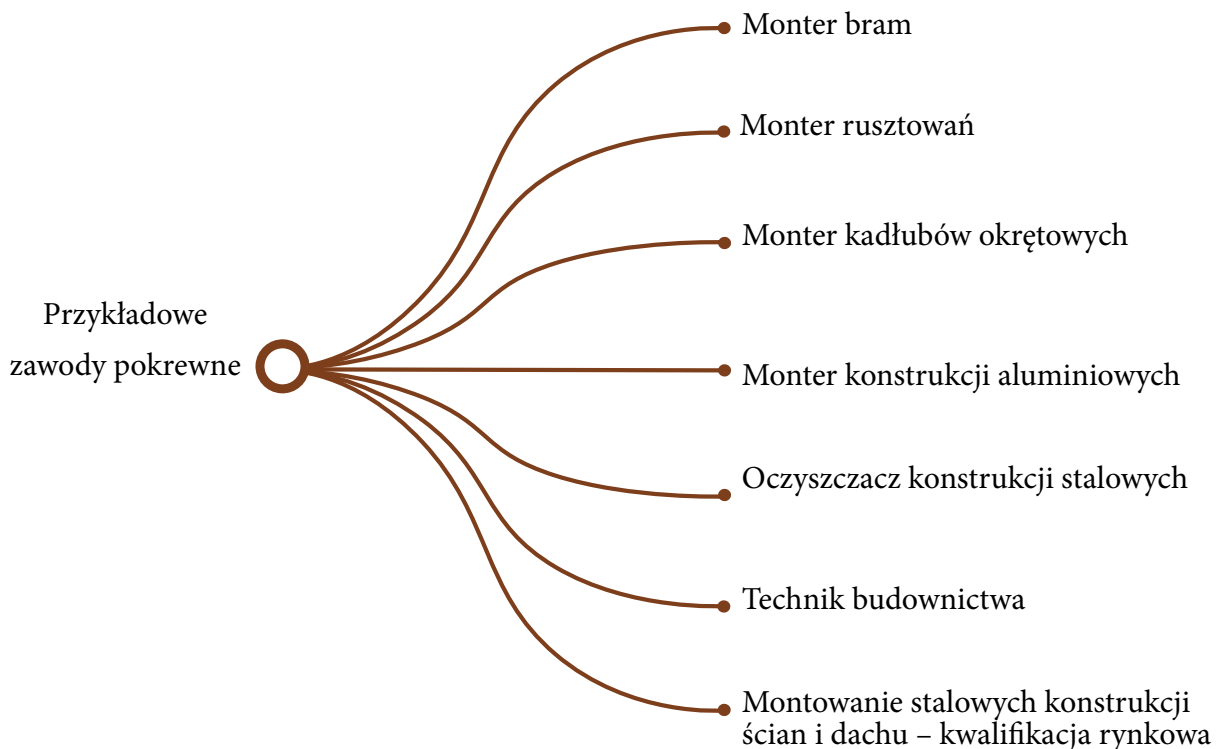 Przykładowe
zawody pokrewne
Monter bram
Monter rusztowań
Monter kadłubów okrętowych
Monter konstrukcji aluminiowych
Oczyszczacz konstrukcji stalowych
Technik budownictwa
Montowanie stalowych konstrukcji
ścian i dachu – kwalifikacja rynkowa